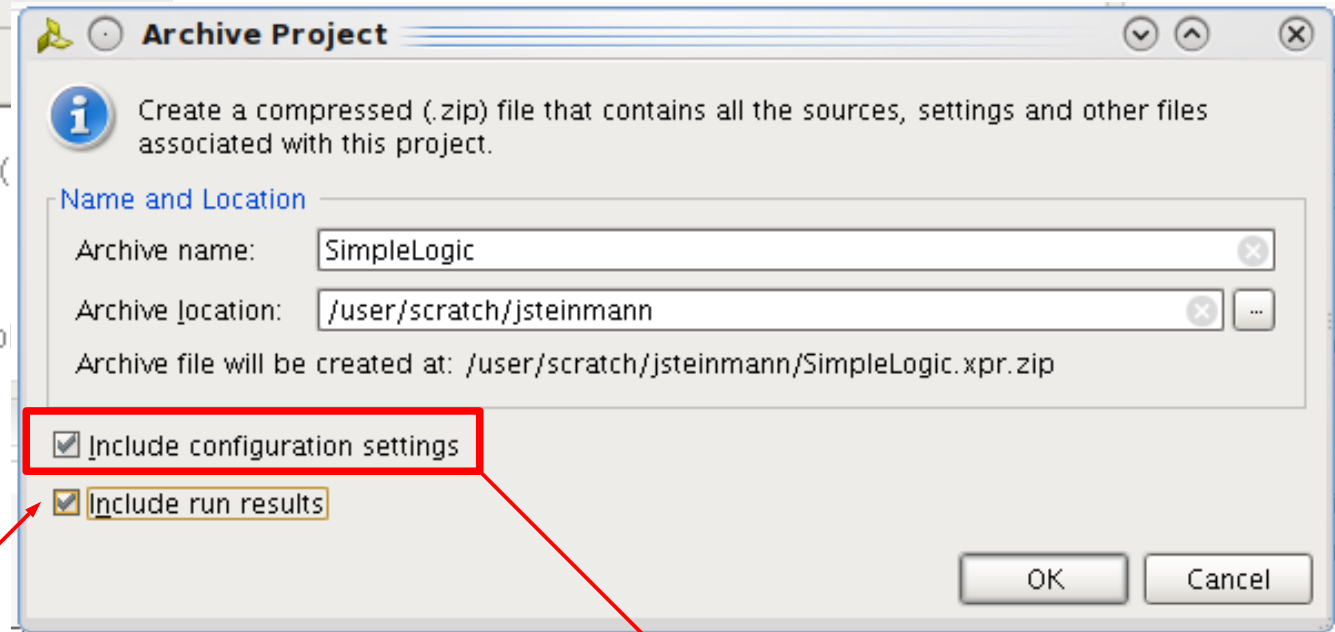 Archive Project
Create a compressed (.zip) file that contains all the sources, settings and other files
associated with this project.
Name and Location
Archive name: SimpleLogic
Archive location: /user/scratch/jsteinmann ...
Archive file will be created at: /user/scratch/jsteinmann/SimpleLogic.xpr.zip
Include configuration settings
Include run results
OK Cancel